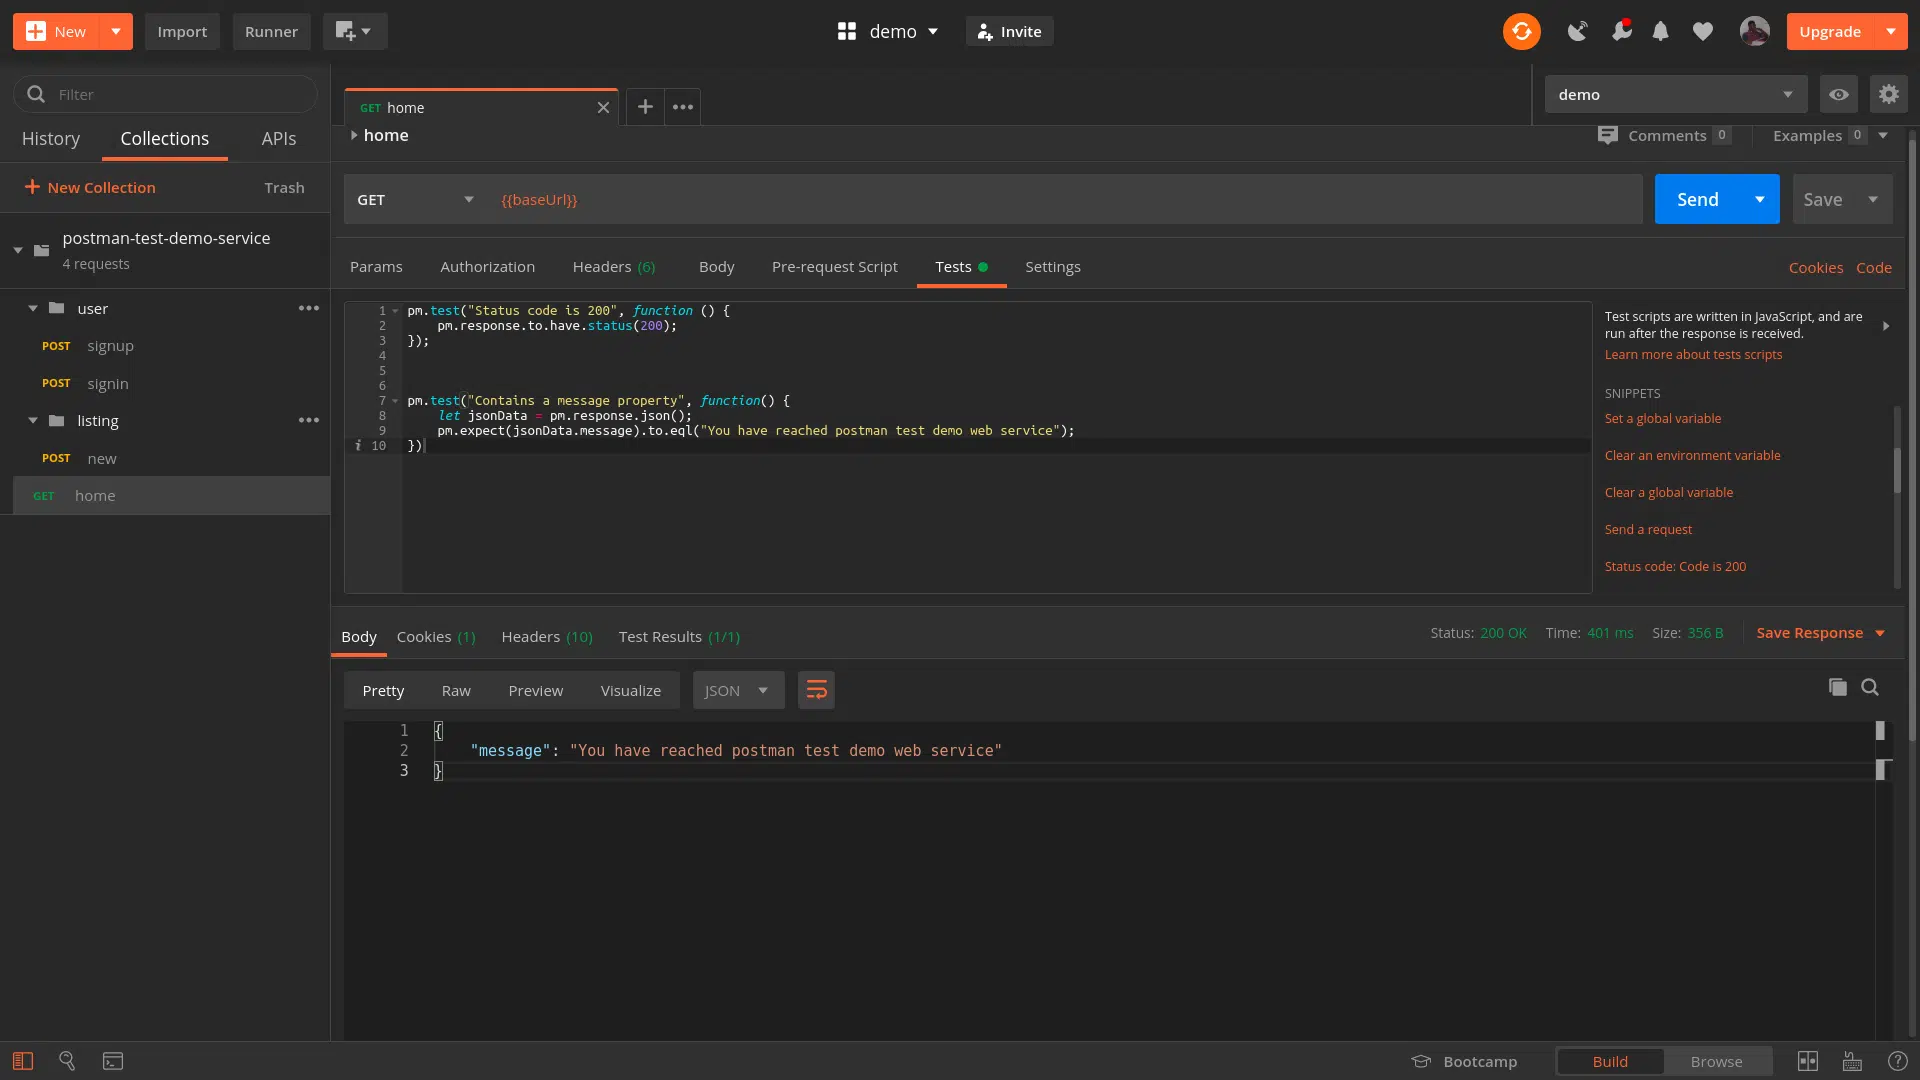 New
Import
Runner
demo
Invite
Upgrade
Filter
History
Collections
APIs
New Collection
Trash
postman-test-demo-service
4 requests
user
POST signup
POST signin
listing
POST new
GET home
GET home
demo
home
Comments 0
Examples 0
GET
{{baseUrl}}
Send
Save
Params
Authorization
Headers (6)
Body
Pre-request Script
Tests
Settings
Cookies
Code
1 pm.test("Status code is 200", function () {
2 pm.response.to.have.status(200);
3 });
4
5
6
7 pm.test("Contains a message property", function() {
8 let jsonData = pm.response.json();
9 pm.expect(jsonData.message).to.eql("You have reached postman test demo web service");
10 })
Test scripts are written in JavaScript, and are
run after the response is received.
Learn more about tests scripts
SNIPPETS
Set a global variable
Clear an environment variable
Clear a global variable
Send a request
Status code: Code is 200
Body
Cookies (1)
Headers (10)
Test Results (1/1)
Status: 200 OK
Time: 401 ms
Size: 356 B
Save Response
Pretty
Raw
Preview
Visualize
JSON
1 {
2 "message": "You have reached postman test demo web service"
3 }
Bootcamp
Build
Browse